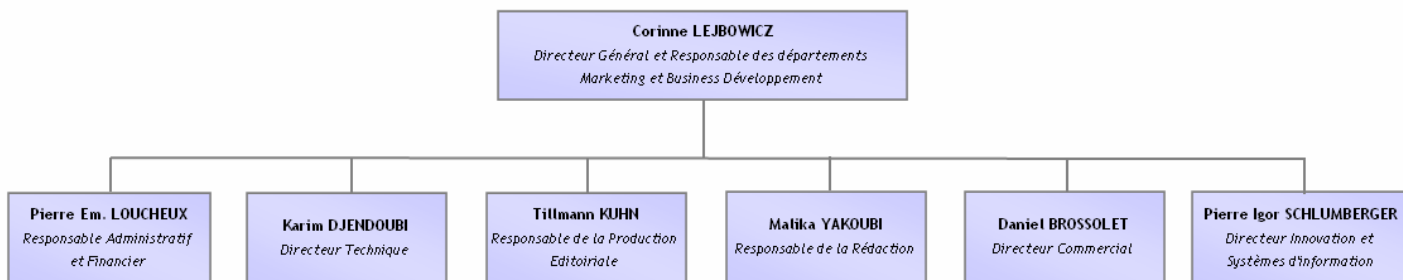 Corinne LEJBOWICZ
Directeur Général et Responsable des départements
Marketing et Business Développement
Pierre Em. LOUCHEUX
Responsable Administratif
et Financier
Karim DJENDOUBI
Directeur Technique
Tillmann KUHN
Responsable de la Production
Editoiriale
Malika YAKOUBI
Responsable de la Rédaction
Daniel BROSSOLET
Directeur Commercial
Pierre Igor SCHLUMBERGER
Directeur Innovation et
Systèmes d'information